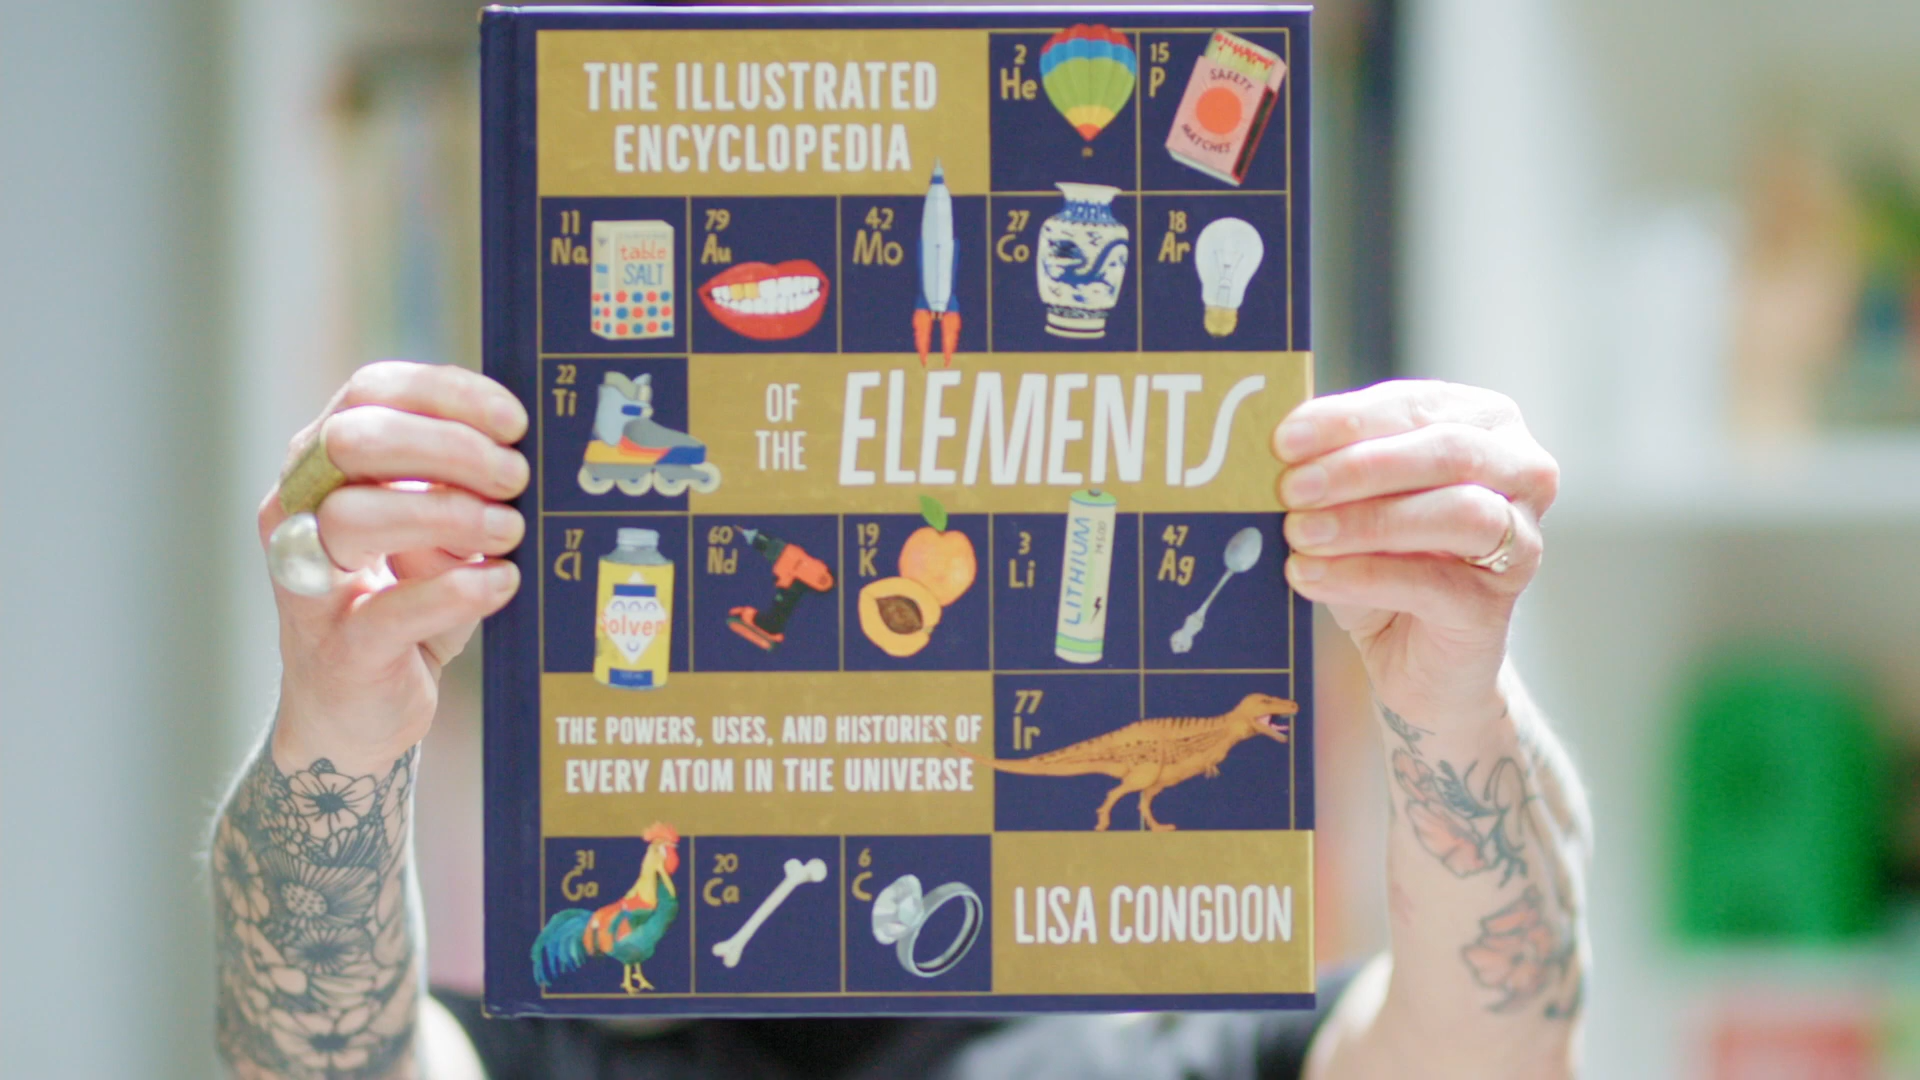 THE ILLUSTRATED
ENCYCLOPEDIA
2
He
15
P
SAFETY
MATCHES
11
Na
table
SALT
79
Au
42
Mo
27
Co
18
Ar
22
Ti
OF
THE
ELEMENTS
17
Cl
Solven
60
Nd
19
K
3
Li
LITHIUM
47
Ag
THE POWERS, USES, AND HISTORIES OF
EVERY ATOM IN THE UNIVERSE
77
Ir
31
Ga
20
Ca
6
C
LISA CONGDON